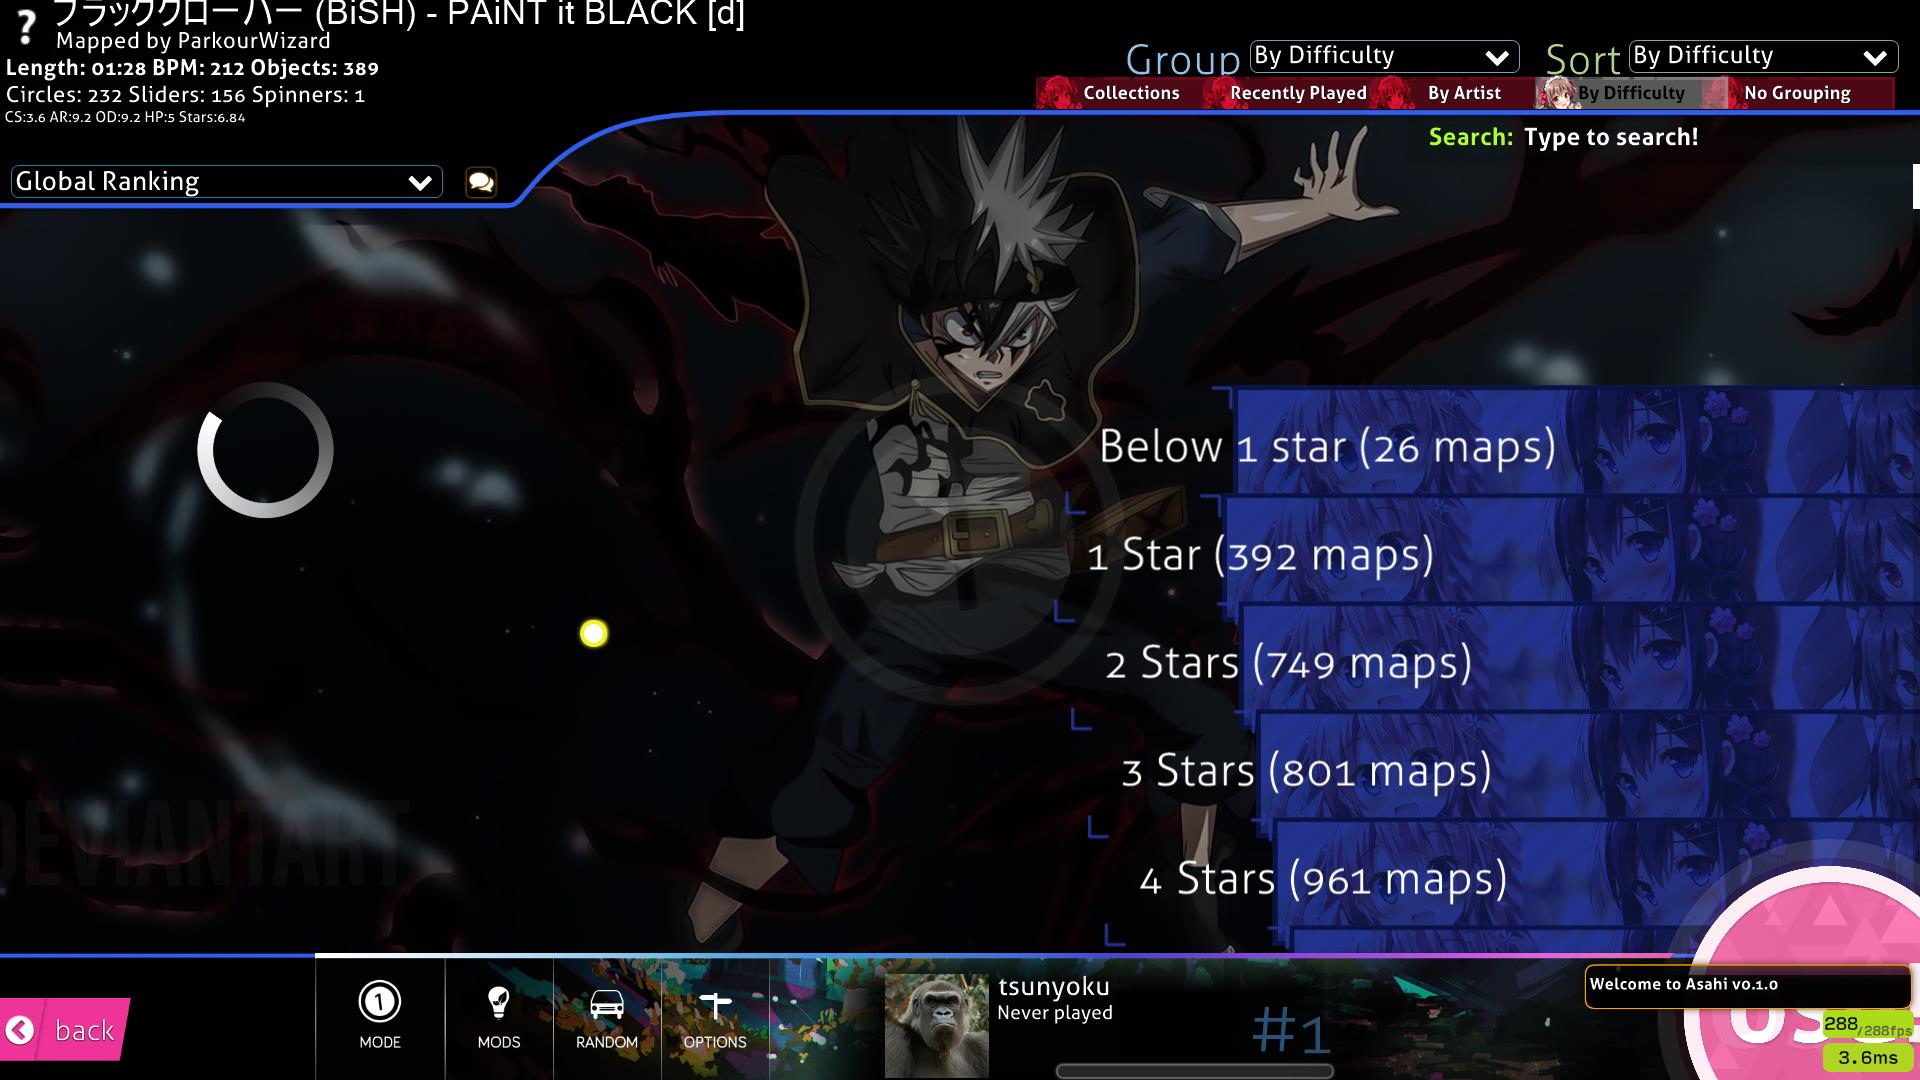 ブラッククローバー (BiSH) - PAiNT it BLACK [d]
Mapped by ParkourWizard
Length: 01:28 BPM: 212 Objects: 389
Circles: 232 Sliders: 156 Spinners: 1
CS:3.6 AR:9.2 OD:9.2 HP:5 Stars:6.84
Group By Difficulty Sort By Difficulty
Collections Recently Played By Artist By Difficulty No Grouping
Search: Type to search!
Global Ranking
Below 1 star (26 maps)
1 Star (392 maps)
2 Stars (749 maps)
3 Stars (801 maps)
4 Stars (961 maps)
DEVIANTART
back
1
MODE
MODS
RANDOM
OPTIONS
tsunyoku
Never played
#1
Welcome to Asahi v0.1.0
288/288fps
3.6ms